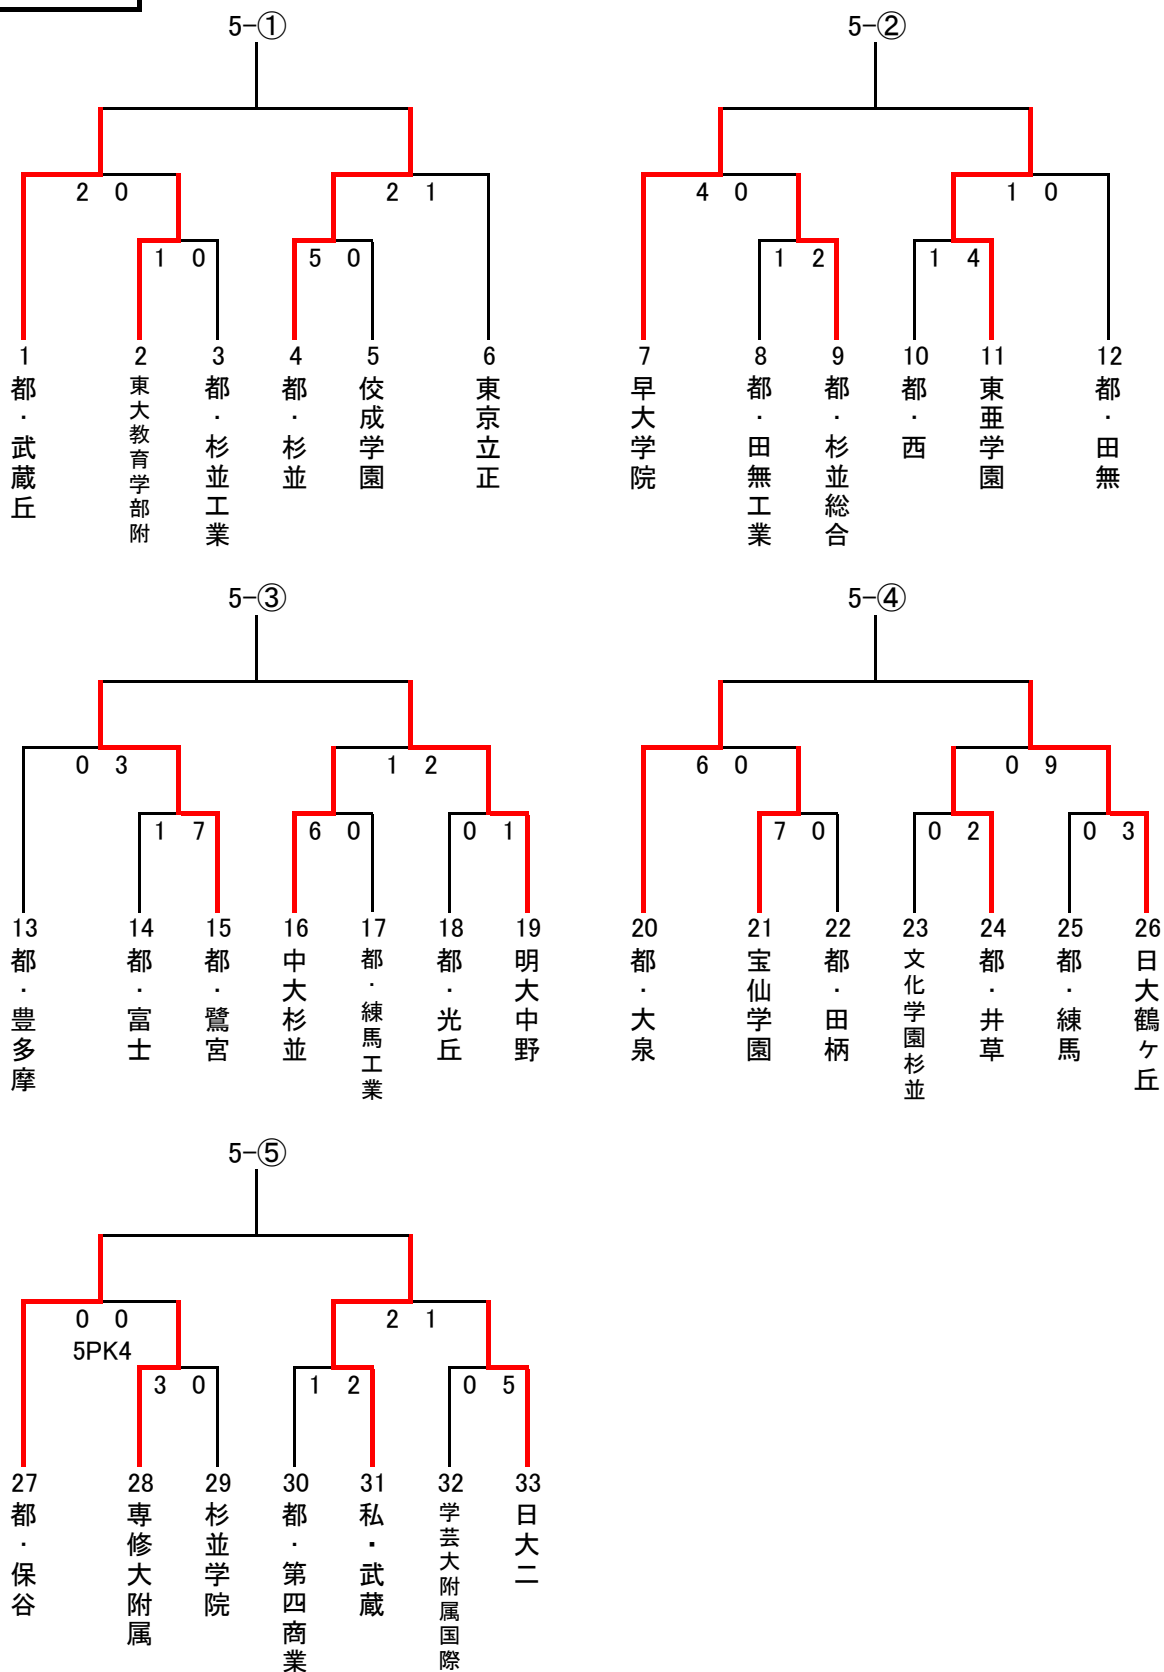 5-①
2 0
2 1
1 0
5 0
1
2
3
4
5
6
都・武蔵丘
東大教育学部附
都・杉並工業
都・杉並
佼成学園
東京立正
5-②
4 0
1 0
1 2
1 4
7
8
9
10
11
12
早大学院
都・田無工業
都・杉並総合
都・西
東亜学園
都・田無
5-③
0 3
1 2
1 7
6 0
0 1
13
14
15
16
17
18
19
都・豊多摩
都・富士
都・鷺宮
中大杉並
都・練馬工業
都・光丘
明大中野
5-④
6 0
0 9
7 0
0 2
0 3
20
21
22
23
24
25
26
都・大泉
宝仙学園
都・田柄
文化学園杉並
都・井草
都・練馬
日大鶴ヶ丘
5-⑤
0 0
5PK4
2 1
3 0
1 2
0 5
27
28
29
30
31
32
33
都・保谷
専修大附属
杉並学院
都・第四商業
私・武蔵
学芸大附属国際
日大二